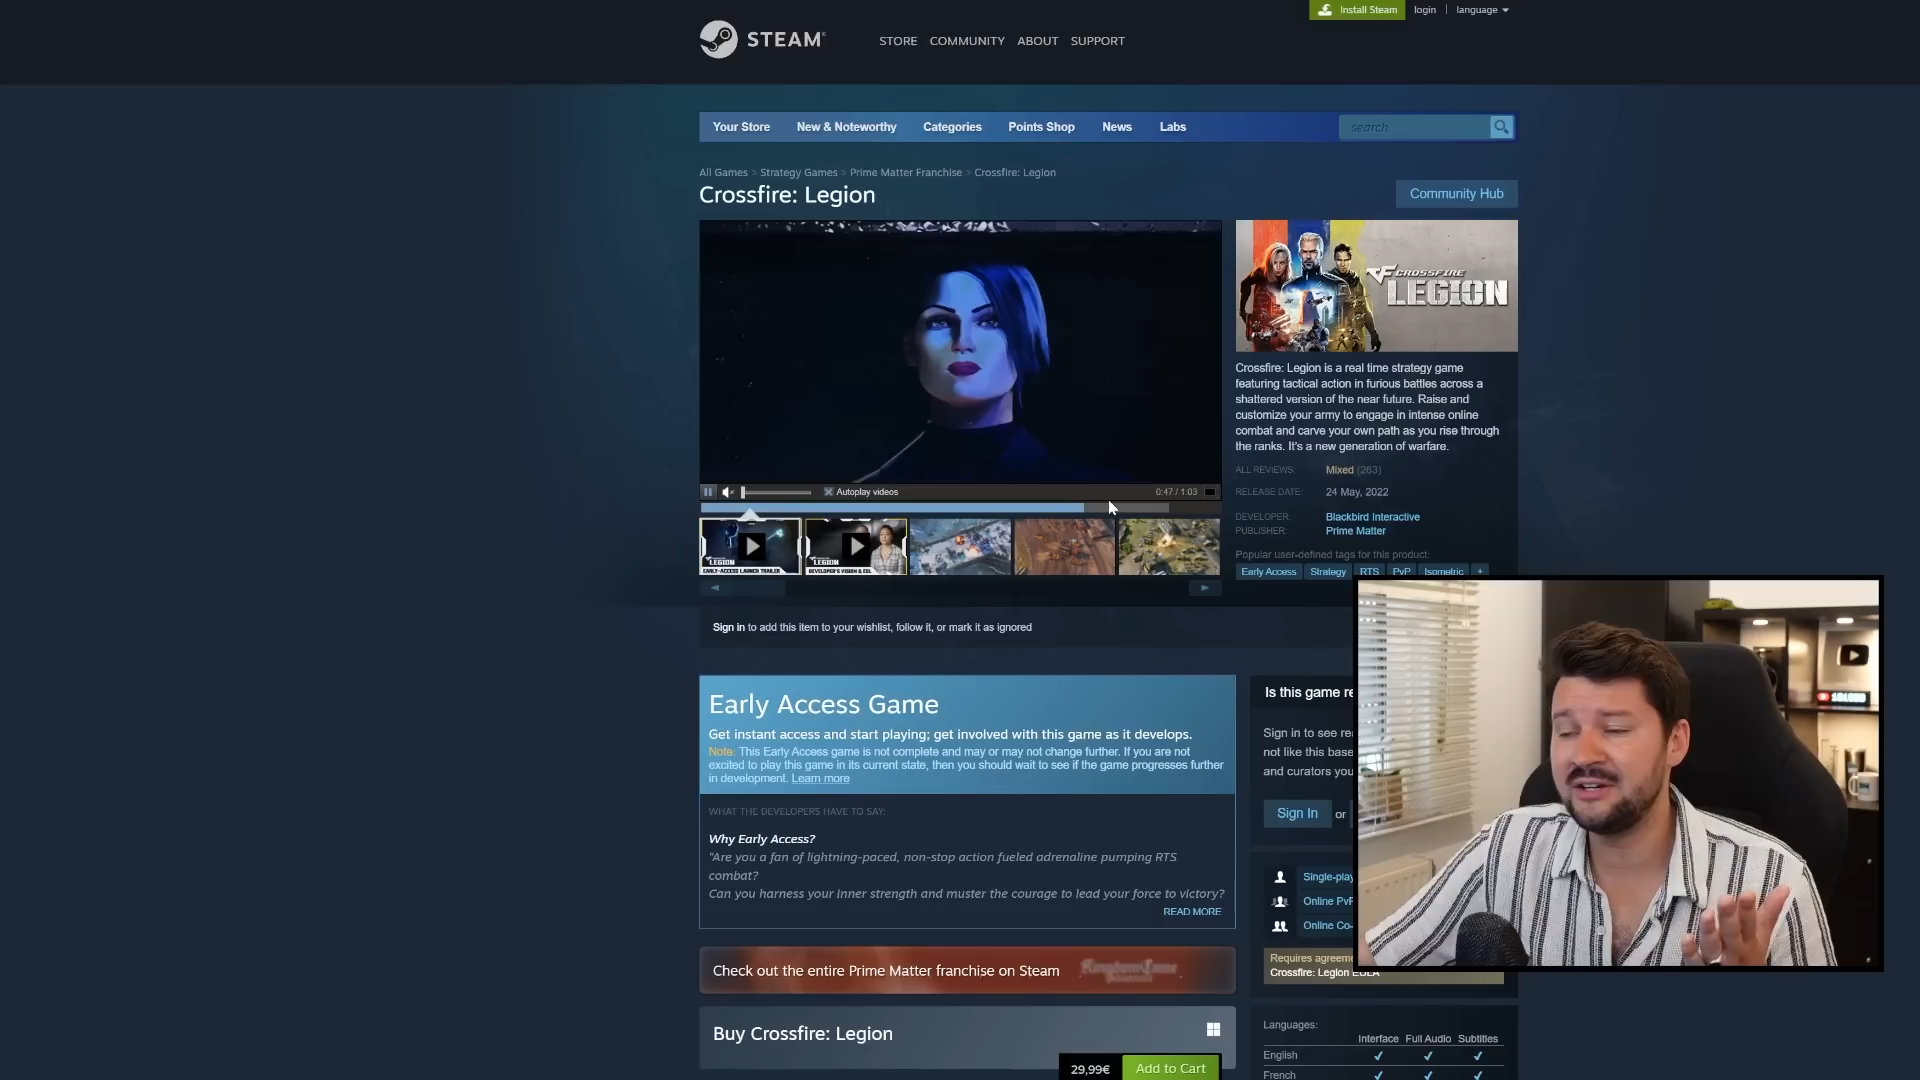 Install Steam
login
language
STEAM
STORE
COMMUNITY
ABOUT
SUPPORT
Your Store
New & Noteworthy
Categories
Points Shop
News
Labs
search
All Games > Strategy Games > Prime Matter Franchise > Crossfire: Legion
Crossfire: Legion
Community Hub
CROSSFIRE
LEGION
Crossfire: Legion is a real time strategy game
featuring tactical action in furious battles across a
shattered version of the near future. Raise and
customize your army to engage in intense online
combat and carve your own path as you rise through
the ranks. It's a new generation of warfare.
ALL REVIEWS: Mixed (263)
RELEASE DATE: 24 May, 2022
DEVELOPER: Blackbird Interactive
PUBLISHER: Prime Matter
Popular user-defined tags for this product:
Early Access
Strategy
RTS
PvP
Isometric
+
Autoplay videos
0:47 / 1:03
LEGION
EARLY-ACCESS LAUNCH TRAILER
LEGION
Sign in to add this item to your wishlist, follow it, or mark it as ignored
Early Access Game
Get instant access and start playing; get involved with this game as it develops.
Note: This Early Access game is not complete and may or may not change further. If you are not
excited to play this game in its current state, then you should wait to see if the game progresses further
in development. Learn more
WHAT THE DEVELOPERS HAVE TO SAY:
Why Early Access?
"Are you a fan of lightning-paced, non-stop action fueled adrenaline pumping RTS
combat?
Can you harness your inner strength and muster the courage to lead your force to victory?
READ MORE
Check out the entire Prime Matter franchise on Steam
Buy Crossfire: Legion
29,99€
Add to Cart
Is this game re
Sign in to see re
not like this base
and curators you
Sign In
or
Single-play
Online PvP
Online Co-
Requires agreeme
Crossfire: Legion EULA
Languages:
Interface Full Audio Subtitles
English ✓ ✓ ✓
French ✓ ✓ ✓